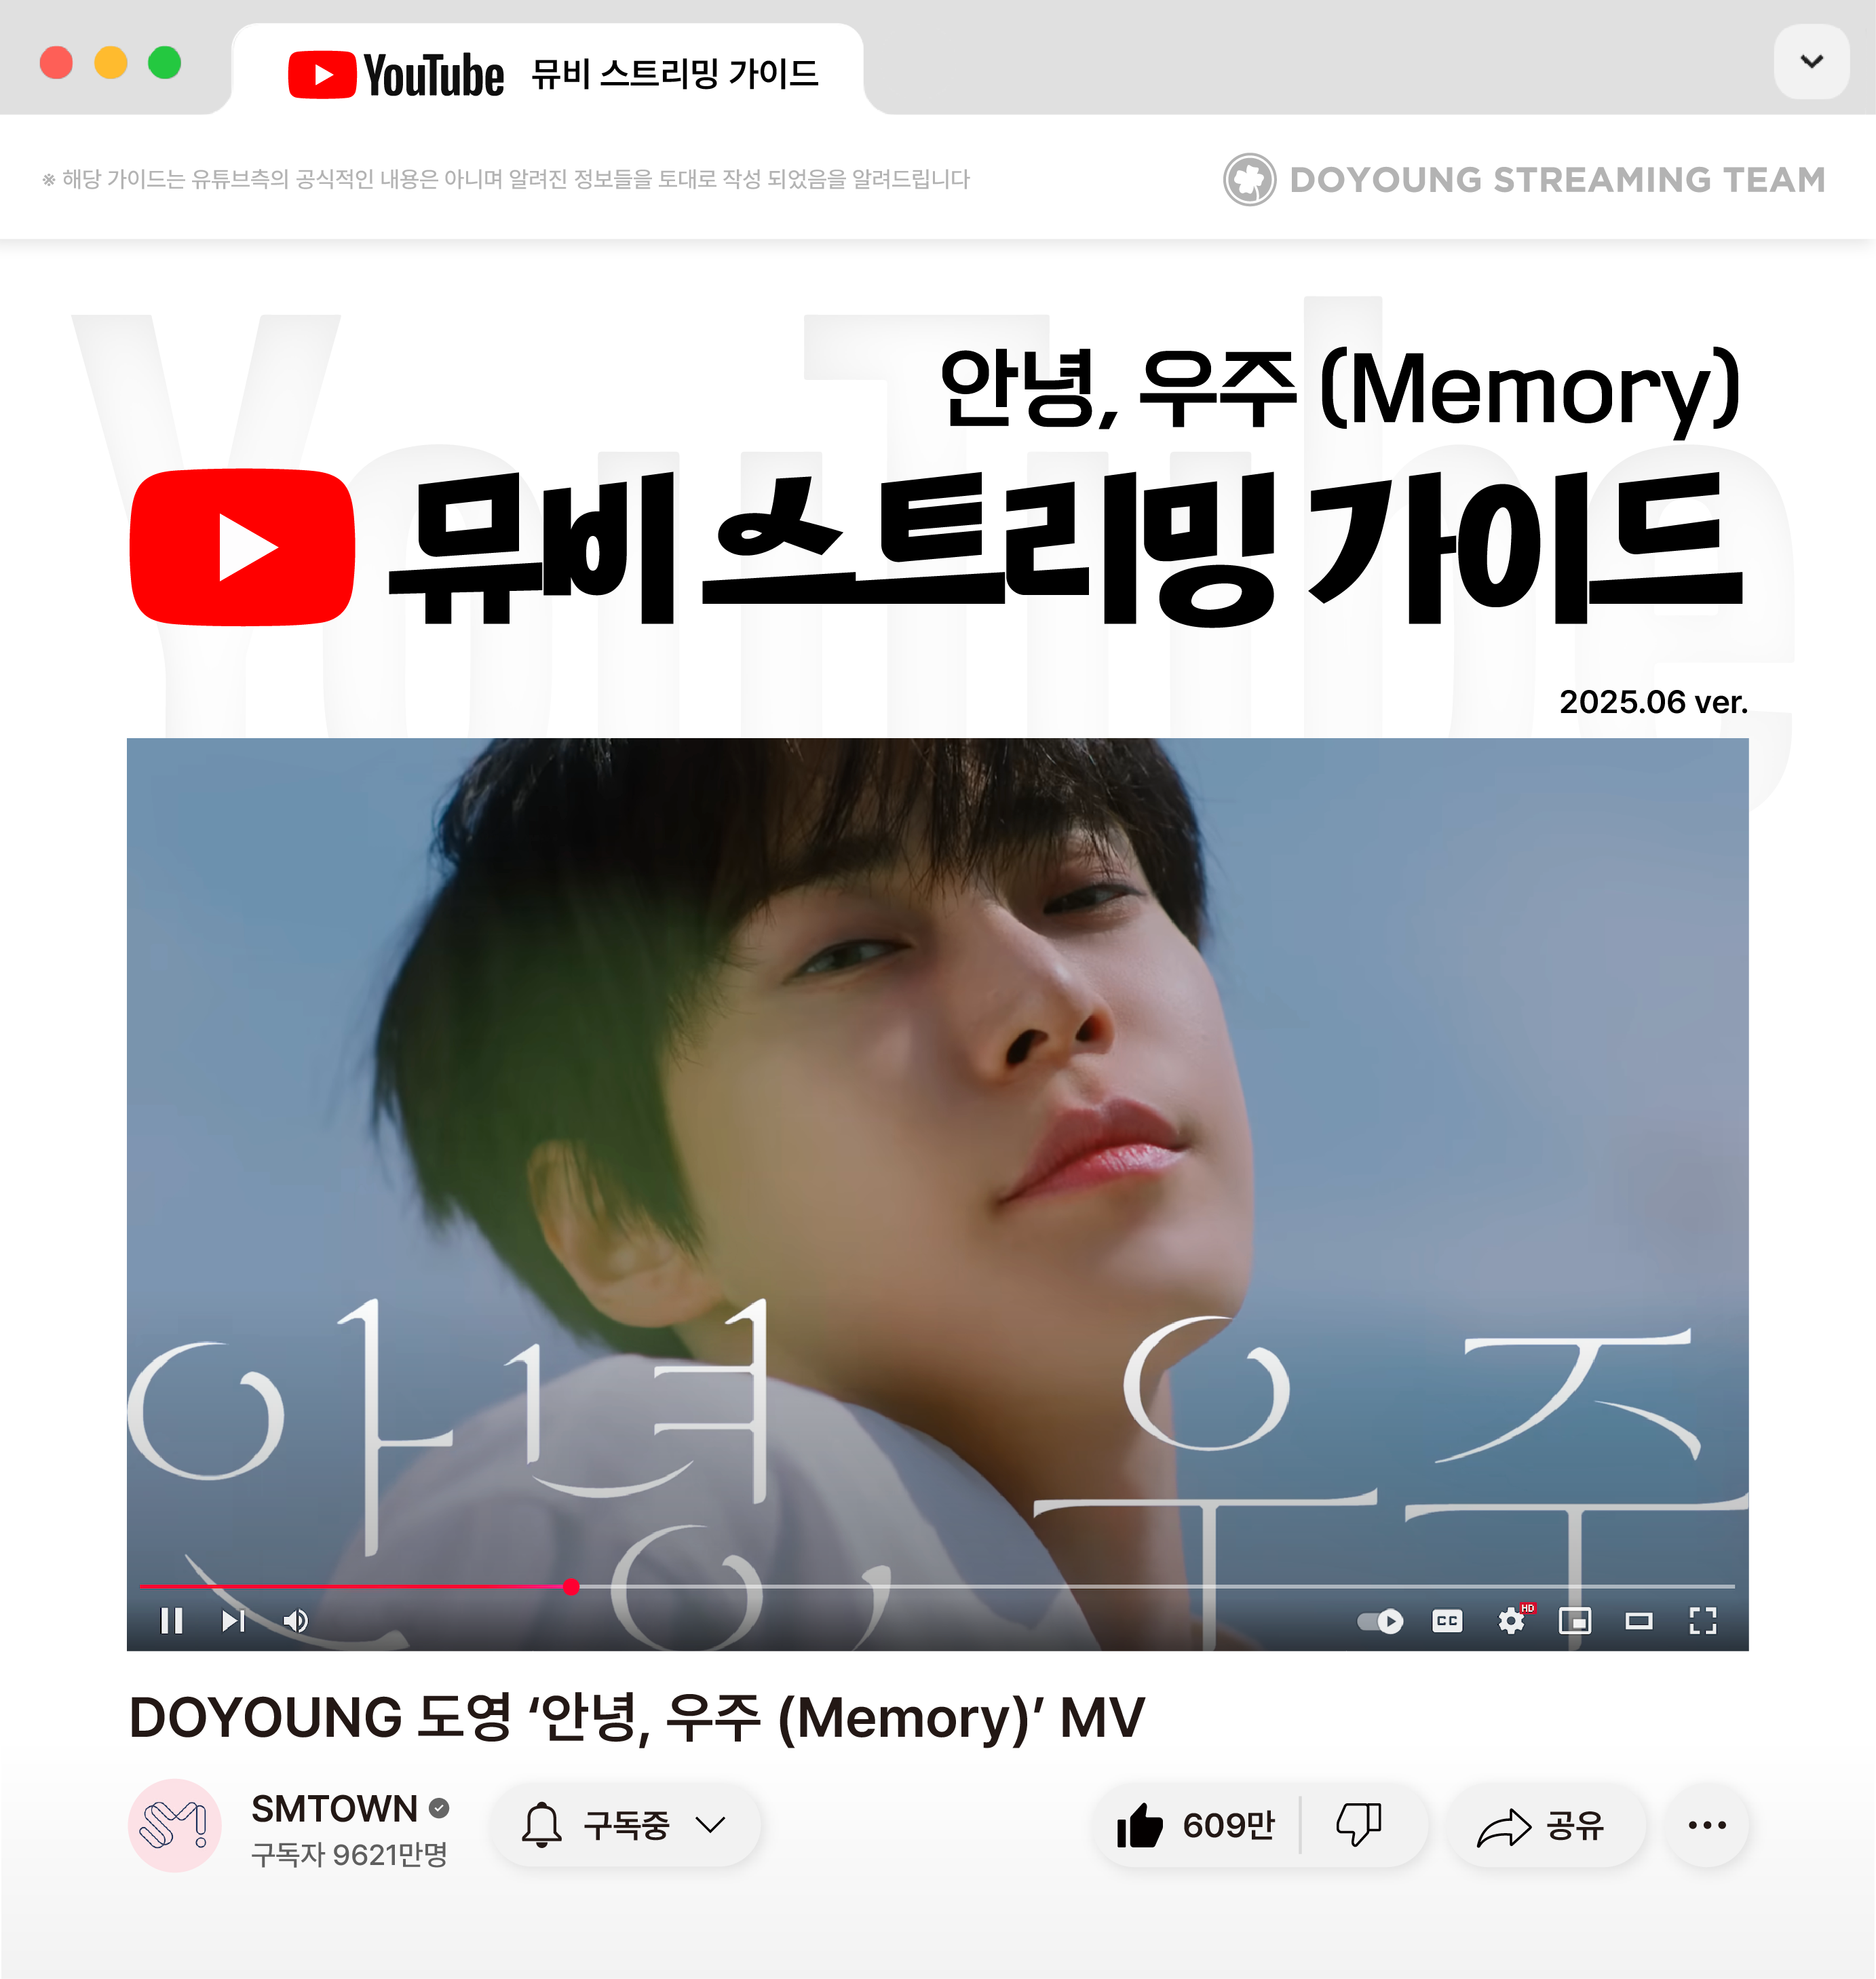 YouTube 뮤비 스트리밍 가이드
※ 해당 가이드는 유튜브측의 공식적인 내용은 아니며 알려진 정보들을 토대로 작성 되었음을 알려드립니다
DOYOUNG STREAMING TEAM
YouTube
안녕, 우주 (Memory)
뮤비 스트리밍 가이드
2025.06 ver.
안녕, 우주
CC
HD
DOYOUNG 도영 ‘안녕, 우주 (Memory)’ MV
SMTOWN
구독자 9621만명
구독중
609만
공유